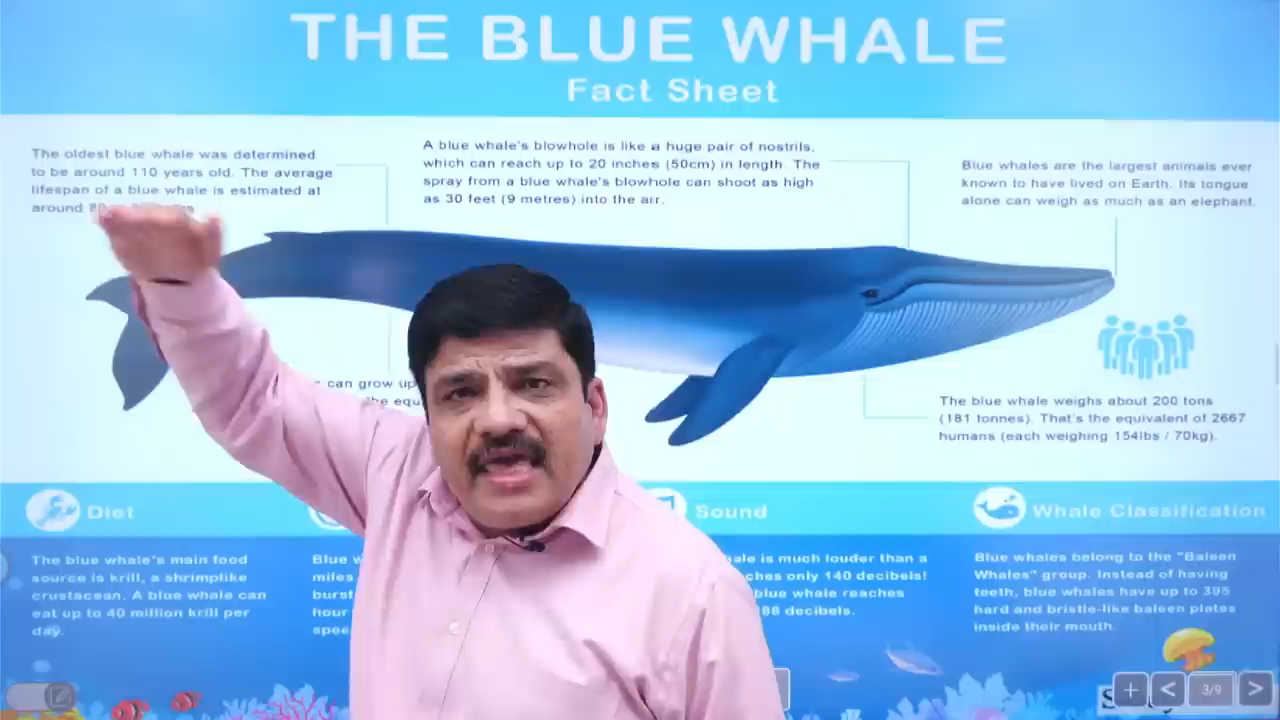 THE BLUE WHALE
Fact Sheet
The oldest blue whale was determined
to be around 110 years old. The average
lifespan of a blue whale is estimated at
around
A blue whale's blowhole is like a huge pair of nostrils,
which can reach up to 20 inches (50cm) in length. The
spray from a blue whale's blowhole can shoot as high
as 30 feet (9 metres) into the air.
Blue whales are the largest animals ever
known to have lived on Earth. Its tongue
alone can weigh as much as an elephant.
can grow up
the equ
The blue whale weighs about 200 tons
(181 tonnes). That's the equivalent of 2667
humans (each weighing 154lbs / 70kg).
Diet
The blue whale's main food
source is krill, a shrimplike
crustacean. A blue whale can
eat up to 40 million krill per
day.
Blue w
miles
burst
hour
spee
Sound
ale is much louder than a
ches only 140 decibels!
blue whale reaches
88 decibels.
Whale Classification
Blue whales belong to the "Baleen
Whales" group. Instead of having
teeth, blue whales have up to 395
hard and bristle-like baleen plates
inside their mouth.
+ < 3/9 >